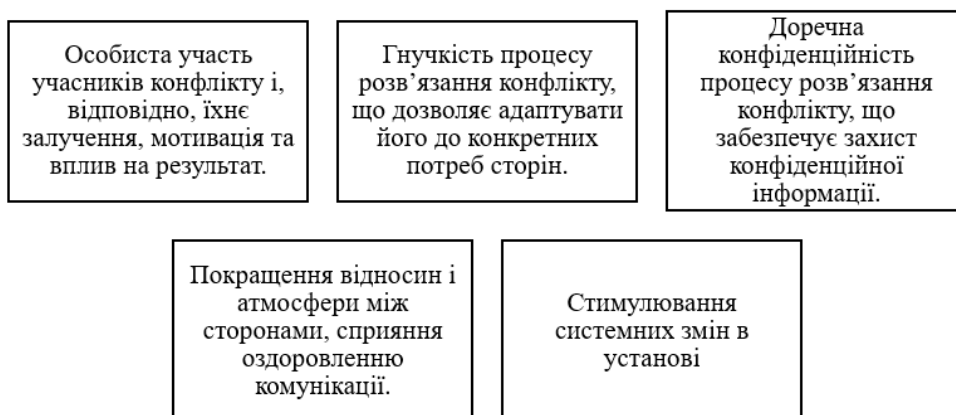 Особиста участь
учасників конфлікту і,
відповідно, їхнє
залучення, мотивація та
вплив на результат.
Гнучкість процесу
розв’язання конфлікту,
що дозволяє адаптувати
його до конкретних
потреб сторін.
Доречна
конфіденційність
процесу розв’язання
конфлікту, що
забезпечує захист
конфіденційної
інформації.
Покращення відносин і
атмосфери між
сторонами, сприяння
оздоровленню
комунікації.
Стимулювання
системних змін в
установі